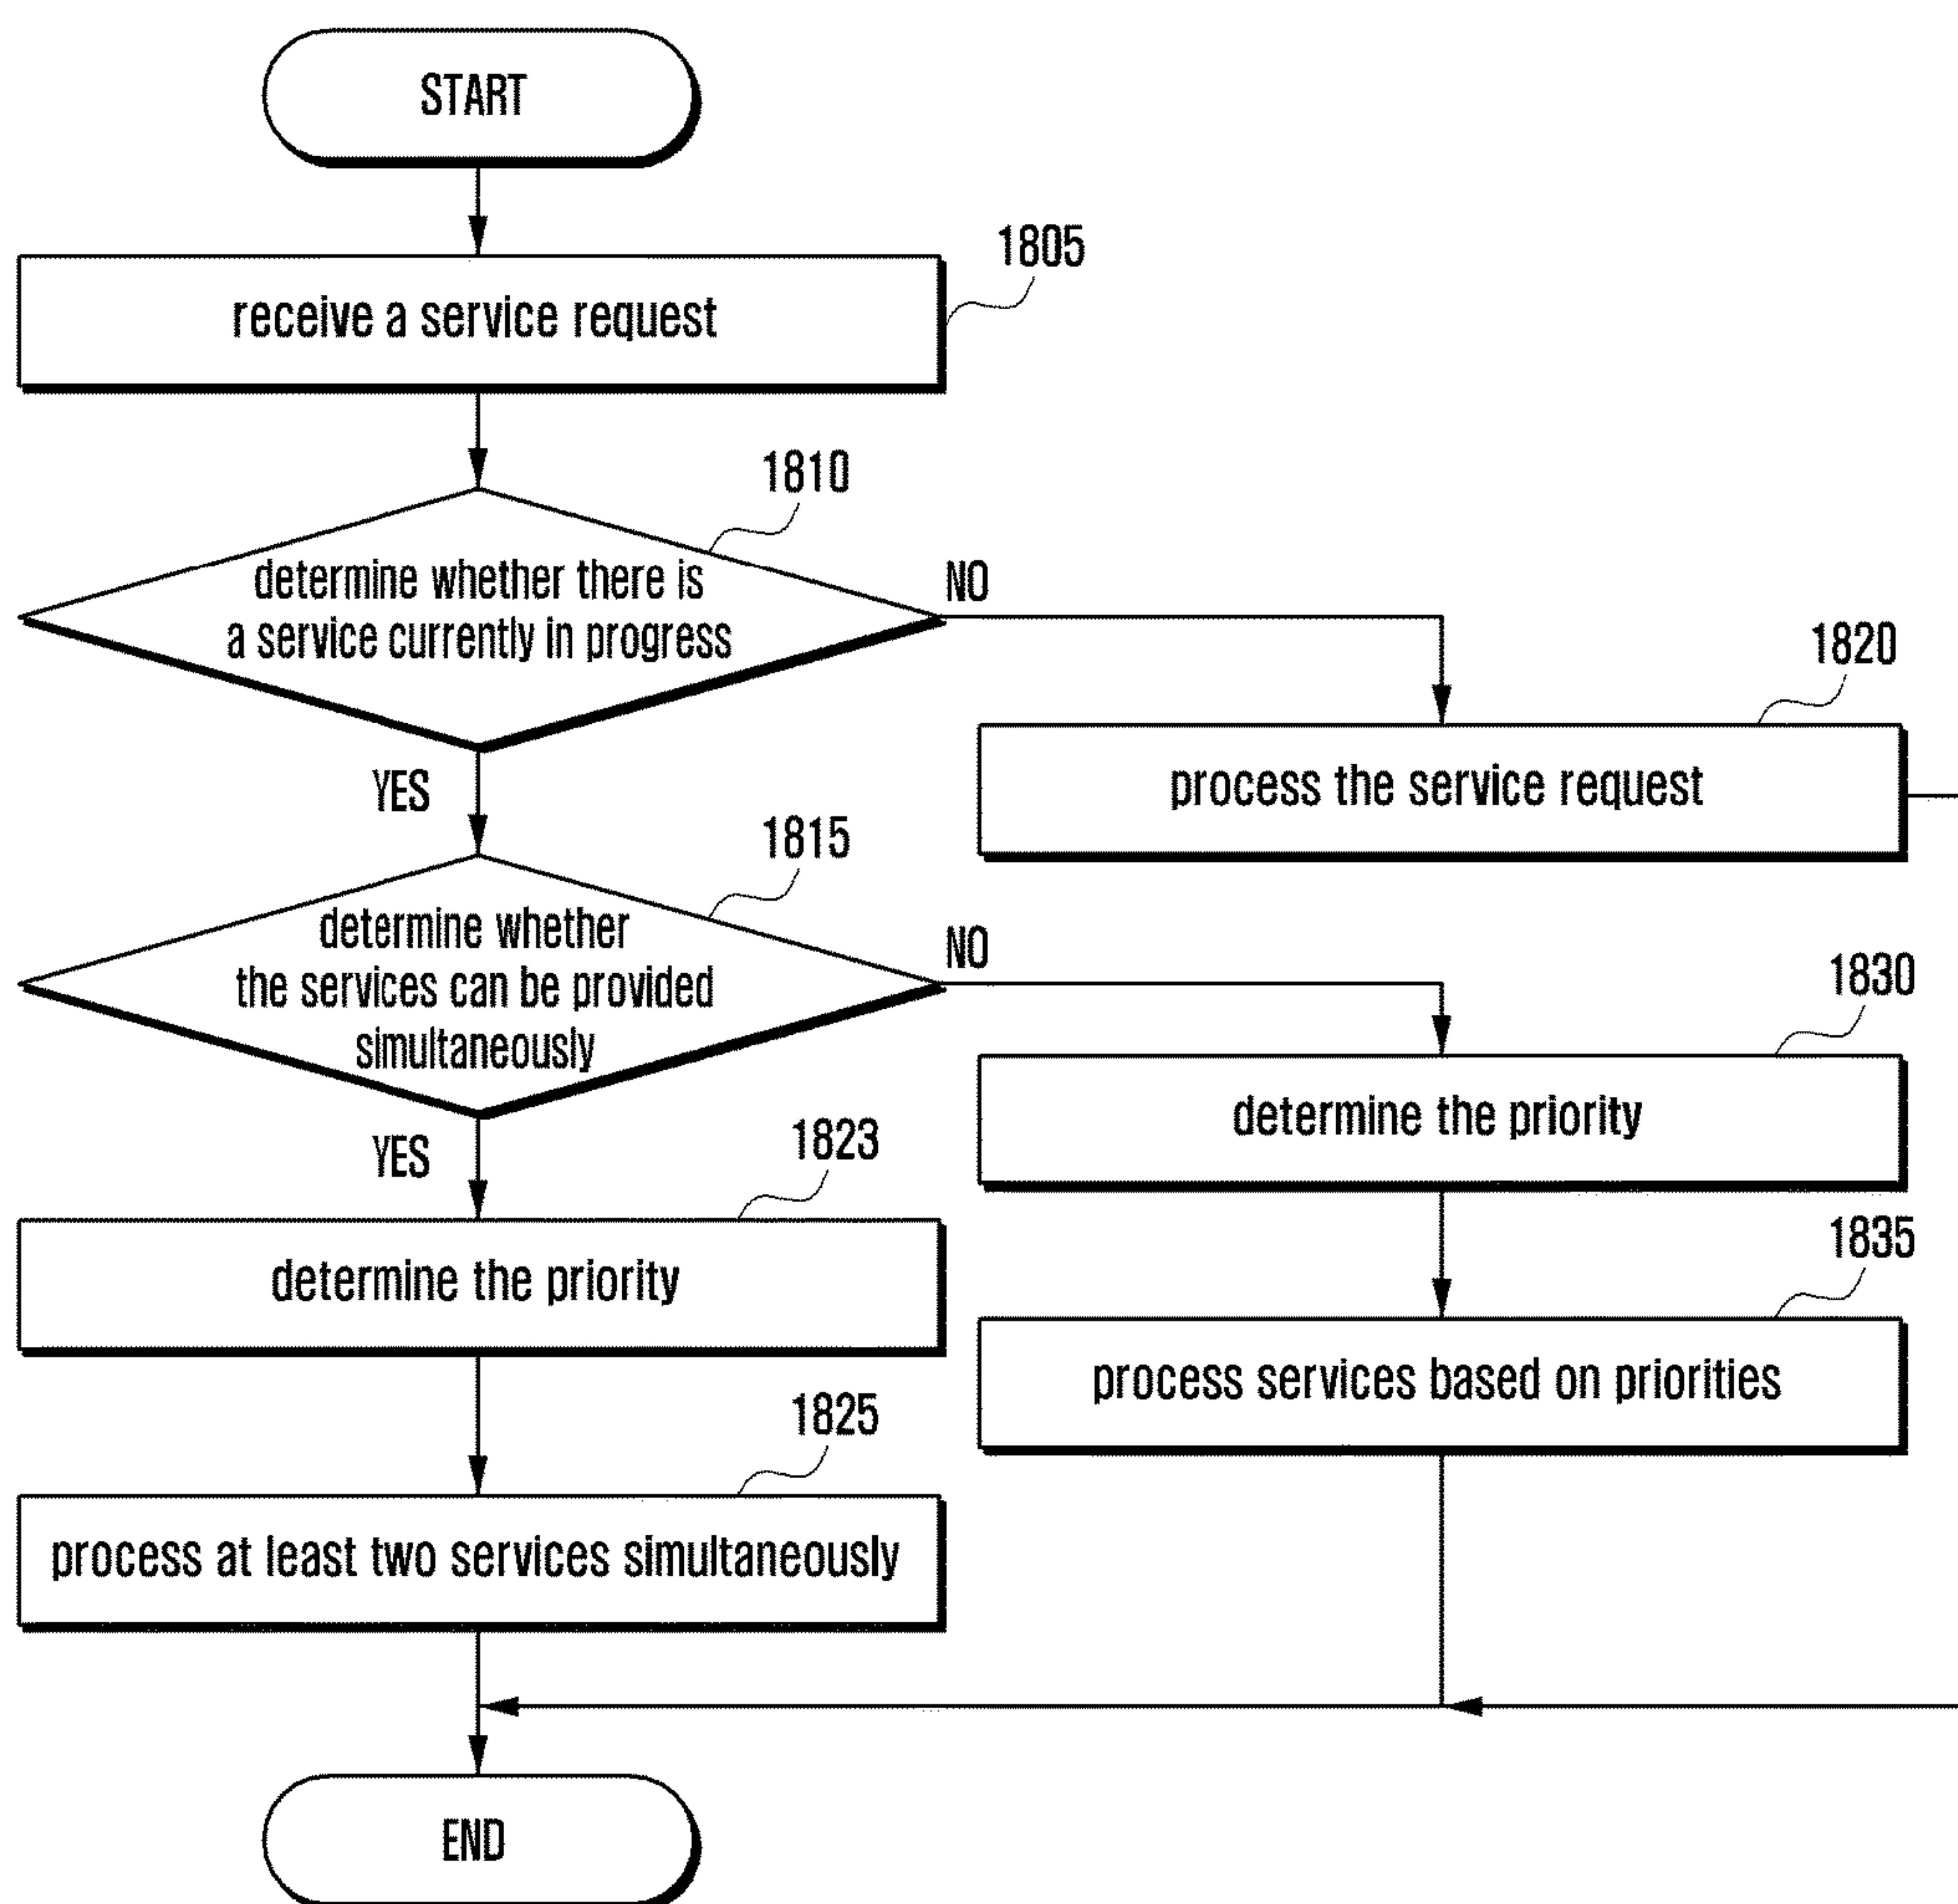 START
1805
receive a service request
1810
determine whether there is
a service currently in progress
NO
YES
1820
process the service request
1815
determine whether
the services can be provided
simultaneously
NO
YES
1830
determine the priority
1823
determine the priority
1835
process services based on priorities
1825
process at least two services simultaneously
END